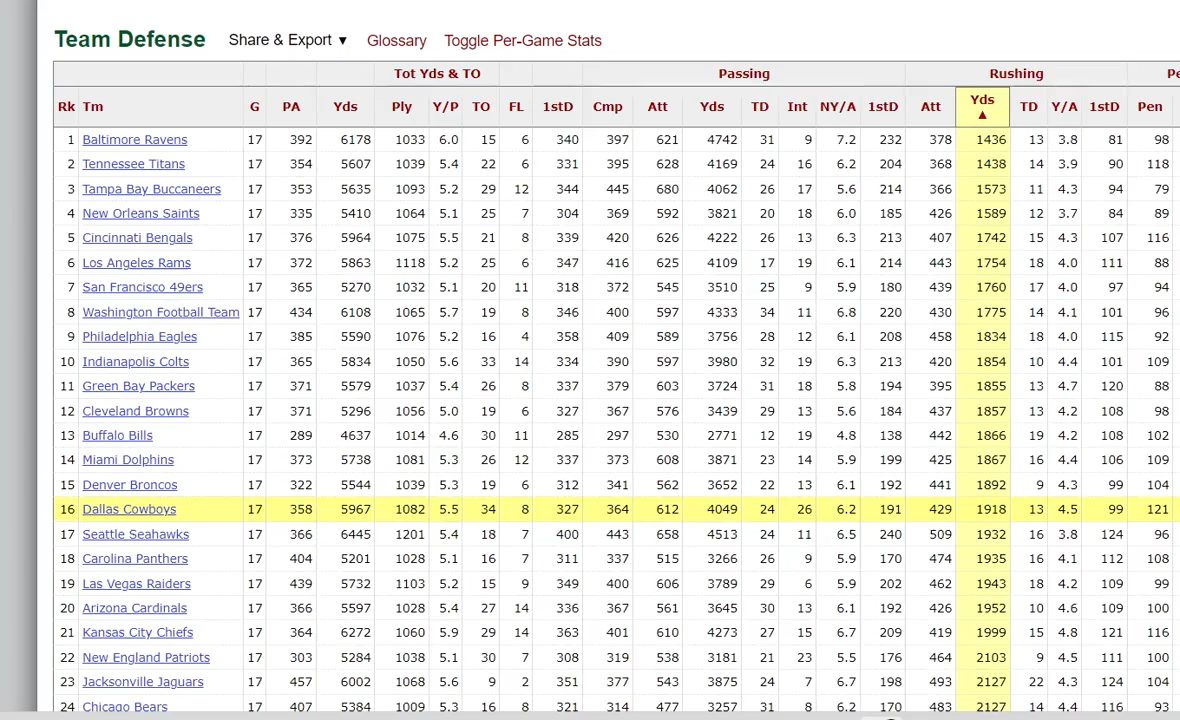 Team Defense Share & Export ▼ Glossary Toggle Per-Game Stats
Tot Yds & TO Passing Rushing Pe
Rk Tm G PA Yds Ply Y/P TO FL 1stD Cmp Att Yds TD Int NY/A 1stD Att Yds ▲ TD Y/A 1stD Pen
1 Baltimore Ravens 17 392 6178 1033 6.0 15 6 340 397 621 4742 31 9 7.2 232 378 1436 13 3.8 81 98
2 Tennessee Titans 17 354 5607 1039 5.4 22 6 331 395 628 4169 24 16 6.2 204 368 1438 14 3.9 90 118
3 Tampa Bay Buccaneers 17 353 5635 1093 5.2 29 12 344 445 680 4062 26 17 5.6 214 366 1573 11 4.3 94 79
4 New Orleans Saints 17 335 5410 1064 5.1 25 7 304 369 592 3821 20 18 6.0 185 426 1589 12 3.7 84 89
5 Cincinnati Bengals 17 376 5964 1075 5.5 21 8 339 420 626 4222 26 13 6.3 213 407 1742 15 4.3 107 116
6 Los Angeles Rams 17 372 5863 1118 5.2 25 6 347 416 625 4109 17 19 6.1 214 443 1754 18 4.0 111 88
7 San Francisco 49ers 17 365 5270 1032 5.1 20 11 318 372 545 3510 25 9 5.9 180 439 1760 17 4.0 97 94
8 Washington Football Team 17 434 6108 1065 5.7 19 8 346 400 597 4333 34 11 6.8 220 430 1775 14 4.1 101 96
9 Philadelphia Eagles 17 385 5590 1076 5.2 16 4 358 409 589 3756 28 12 6.1 208 458 1834 18 4.0 115 92
10 Indianapolis Colts 17 365 5834 1050 5.6 33 14 334 390 597 3980 32 19 6.3 213 420 1854 10 4.4 101 109
11 Green Bay Packers 17 371 5579 1037 5.4 26 8 337 379 603 3724 31 18 5.8 194 395 1855 13 4.7 120 88
12 Cleveland Browns 17 371 5296 1056 5.0 19 6 327 367 576 3439 29 13 5.6 184 437 1857 13 4.2 108 98
13 Buffalo Bills 17 289 4637 1014 4.6 30 11 285 297 530 2771 12 19 4.8 138 442 1866 19 4.2 108 102
14 Miami Dolphins 17 373 5738 1081 5.3 26 12 337 373 608 3871 23 14 5.9 199 425 1867 16 4.4 106 109
15 Denver Broncos 17 322 5544 1039 5.3 19 6 312 341 562 3652 22 13 6.1 192 441 1892 9 4.3 99 104
16 Dallas Cowboys 17 358 5967 1082 5.5 34 8 327 364 612 4049 24 26 6.2 191 429 1918 13 4.5 99 121
17 Seattle Seahawks 17 366 6445 1201 5.4 18 7 400 443 658 4513 24 11 6.5 240 509 1932 16 3.8 124 96
18 Carolina Panthers 17 404 5201 1028 5.1 16 7 311 337 515 3266 26 9 5.9 170 474 1935 16 4.1 112 108
19 Las Vegas Raiders 17 439 5732 1103 5.2 15 9 349 400 606 3789 29 6 5.9 202 462 1943 18 4.2 109 99
20 Arizona Cardinals 17 366 5597 1028 5.4 27 14 336 367 561 3645 30 13 6.1 192 426 1952 10 4.6 109 100
21 Kansas City Chiefs 17 364 6272 1060 5.9 29 14 363 401 610 4273 27 15 6.7 209 419 1999 15 4.8 121 116
22 New England Patriots 17 303 5284 1038 5.1 30 7 308 319 538 3181 21 23 5.5 176 464 2103 9 4.5 111 100
23 Jacksonville Jaguars 17 457 6002 1068 5.6 9 2 351 377 543 3875 24 7 6.7 198 493 2127 22 4.3 124 104
24 Chicago Bears 17 407 5384 1009 5.3 16 8 321 314 477 3257 31 8 6.2 170 483 2127 14 4.4 116 93